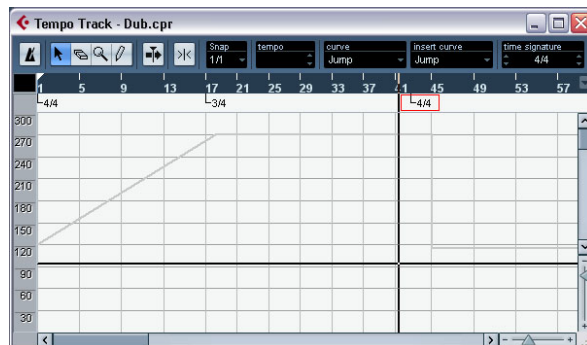 Tempo Track - Dub.cpr
Snap tempo curve insert curve time signature
1/1 Jump Jump 4/4
1 5 9 13 17 21 25 29 33 37 41 45 49 53 57
4/4 3/4 4/4
300
270
240
210
180
150
120
90
60
30